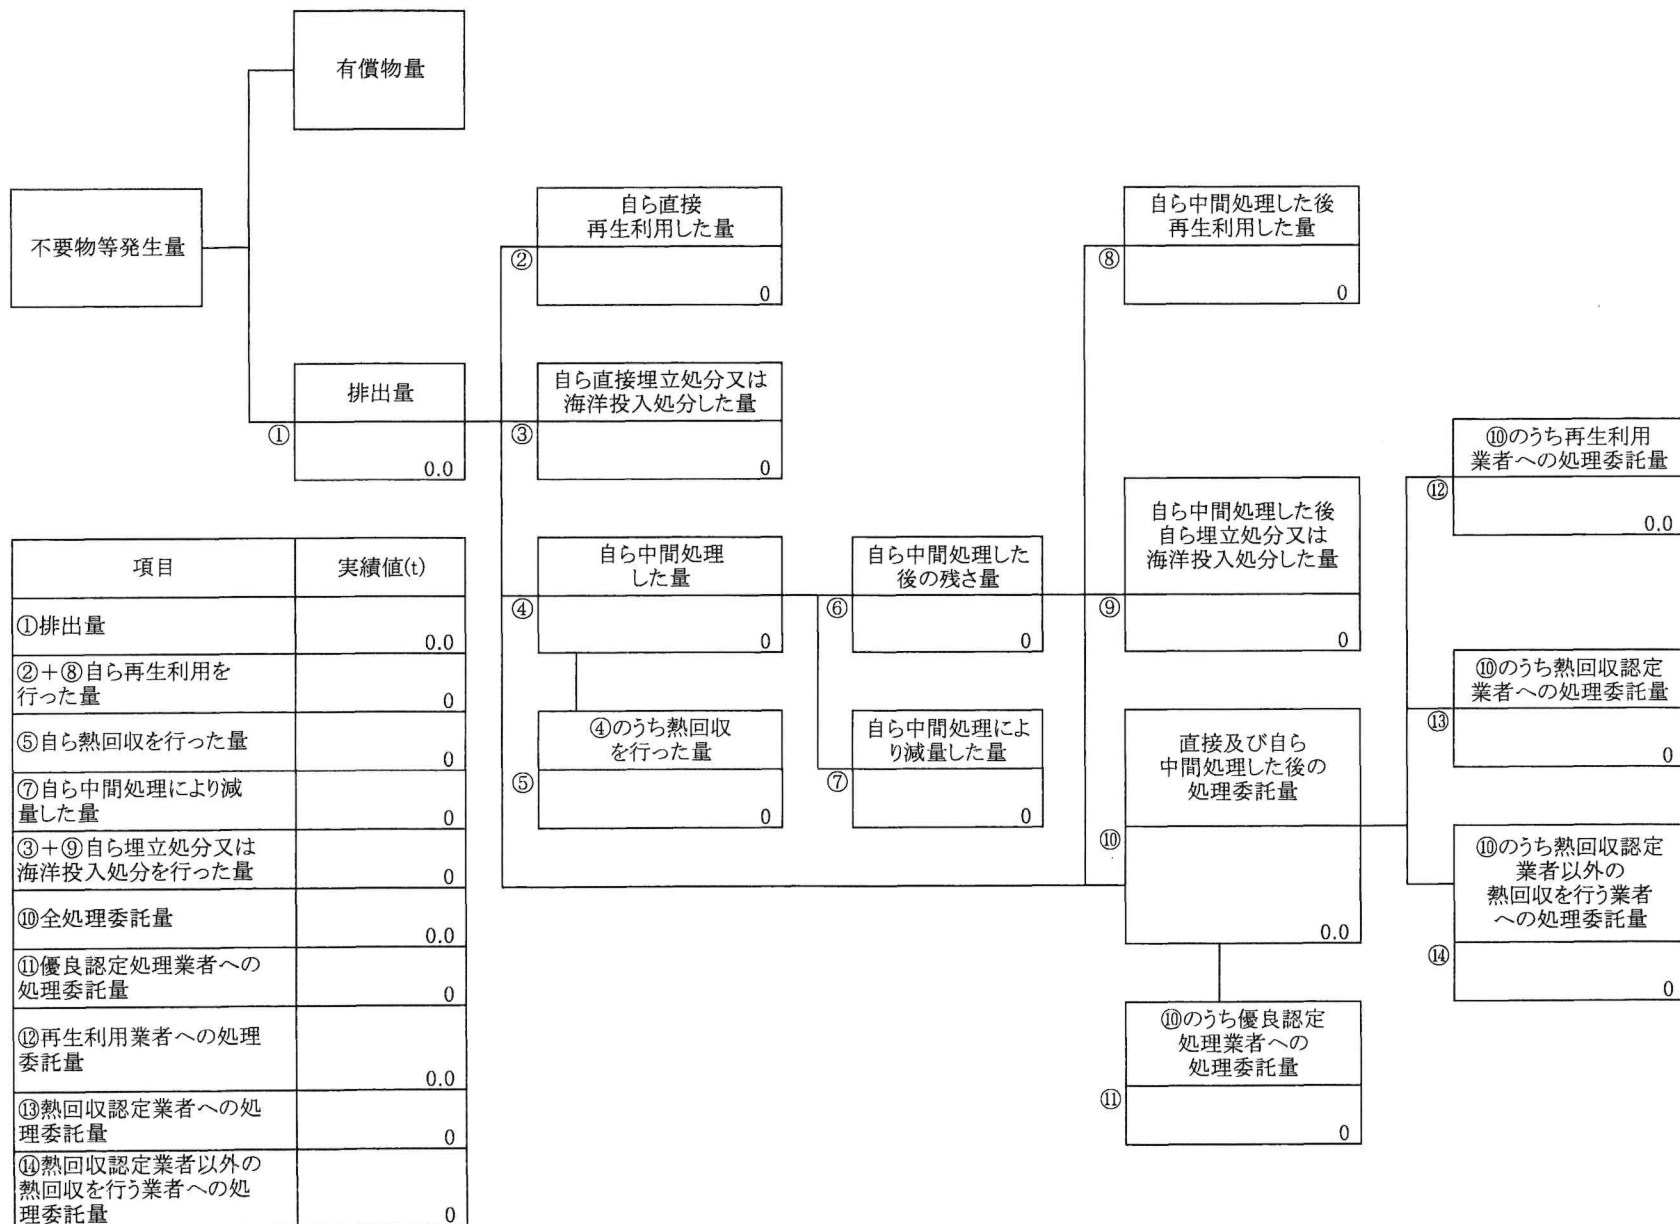 有償物量
不要物等発生量
自ら直接
再生利用した量
②
0
自ら中間処理した後
再生利用した量
⑧
0
排出量
①
0.0
自ら直接埋立処分又は
海洋投入処分した量
③
0
⑩のうち再生利用
業者への処理委託量
⑫
0.0
自ら中間処理
した量
④
0
自ら中間処理した
後の残さ量
⑥
0
自ら中間処理した後
自ら埋立処分又は
海洋投入処分した量
⑨
0
⑩のうち熱回収認定
業者への処理委託量
⑬
0
④のうち熱回収
を行った量
⑤
0
自ら中間処理によ
り減量した量
⑦
0
直接及び自ら
中間処理した後の
処理委託量
⑩
0.0
⑩のうち熱回収認定
業者以外の
熱回収を行う業者
への処理委託量
⑭
0
⑩のうち優良認定
処理業者への
処理委託量
⑪
0
項目 実績値(t)
①排出量
0.0
②+⑧自ら再生利用を
行った量
0
⑤自ら熱回収を行った量
0
⑦自ら中間処理により減
量した量
0
③+⑨自ら埋立処分又は
海洋投入処分を行った量
0
⑩全処理委託量
0.0
⑪優良認定処理業者への
処理委託量
0
⑫再生利用業者への処理
委託量
0.0
⑬熱回収認定業者への処
理委託量
0
⑭熱回収認定業者以外の
熱回収を行う業者への処
理委託量
0